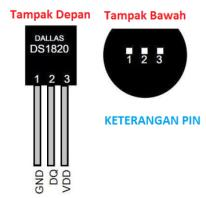 Tampak Depan
Tampak Bawah
DALLAS
DS1820
1 2 3
1 2 3
KETERANGAN PIN
GND
DQ
VDD